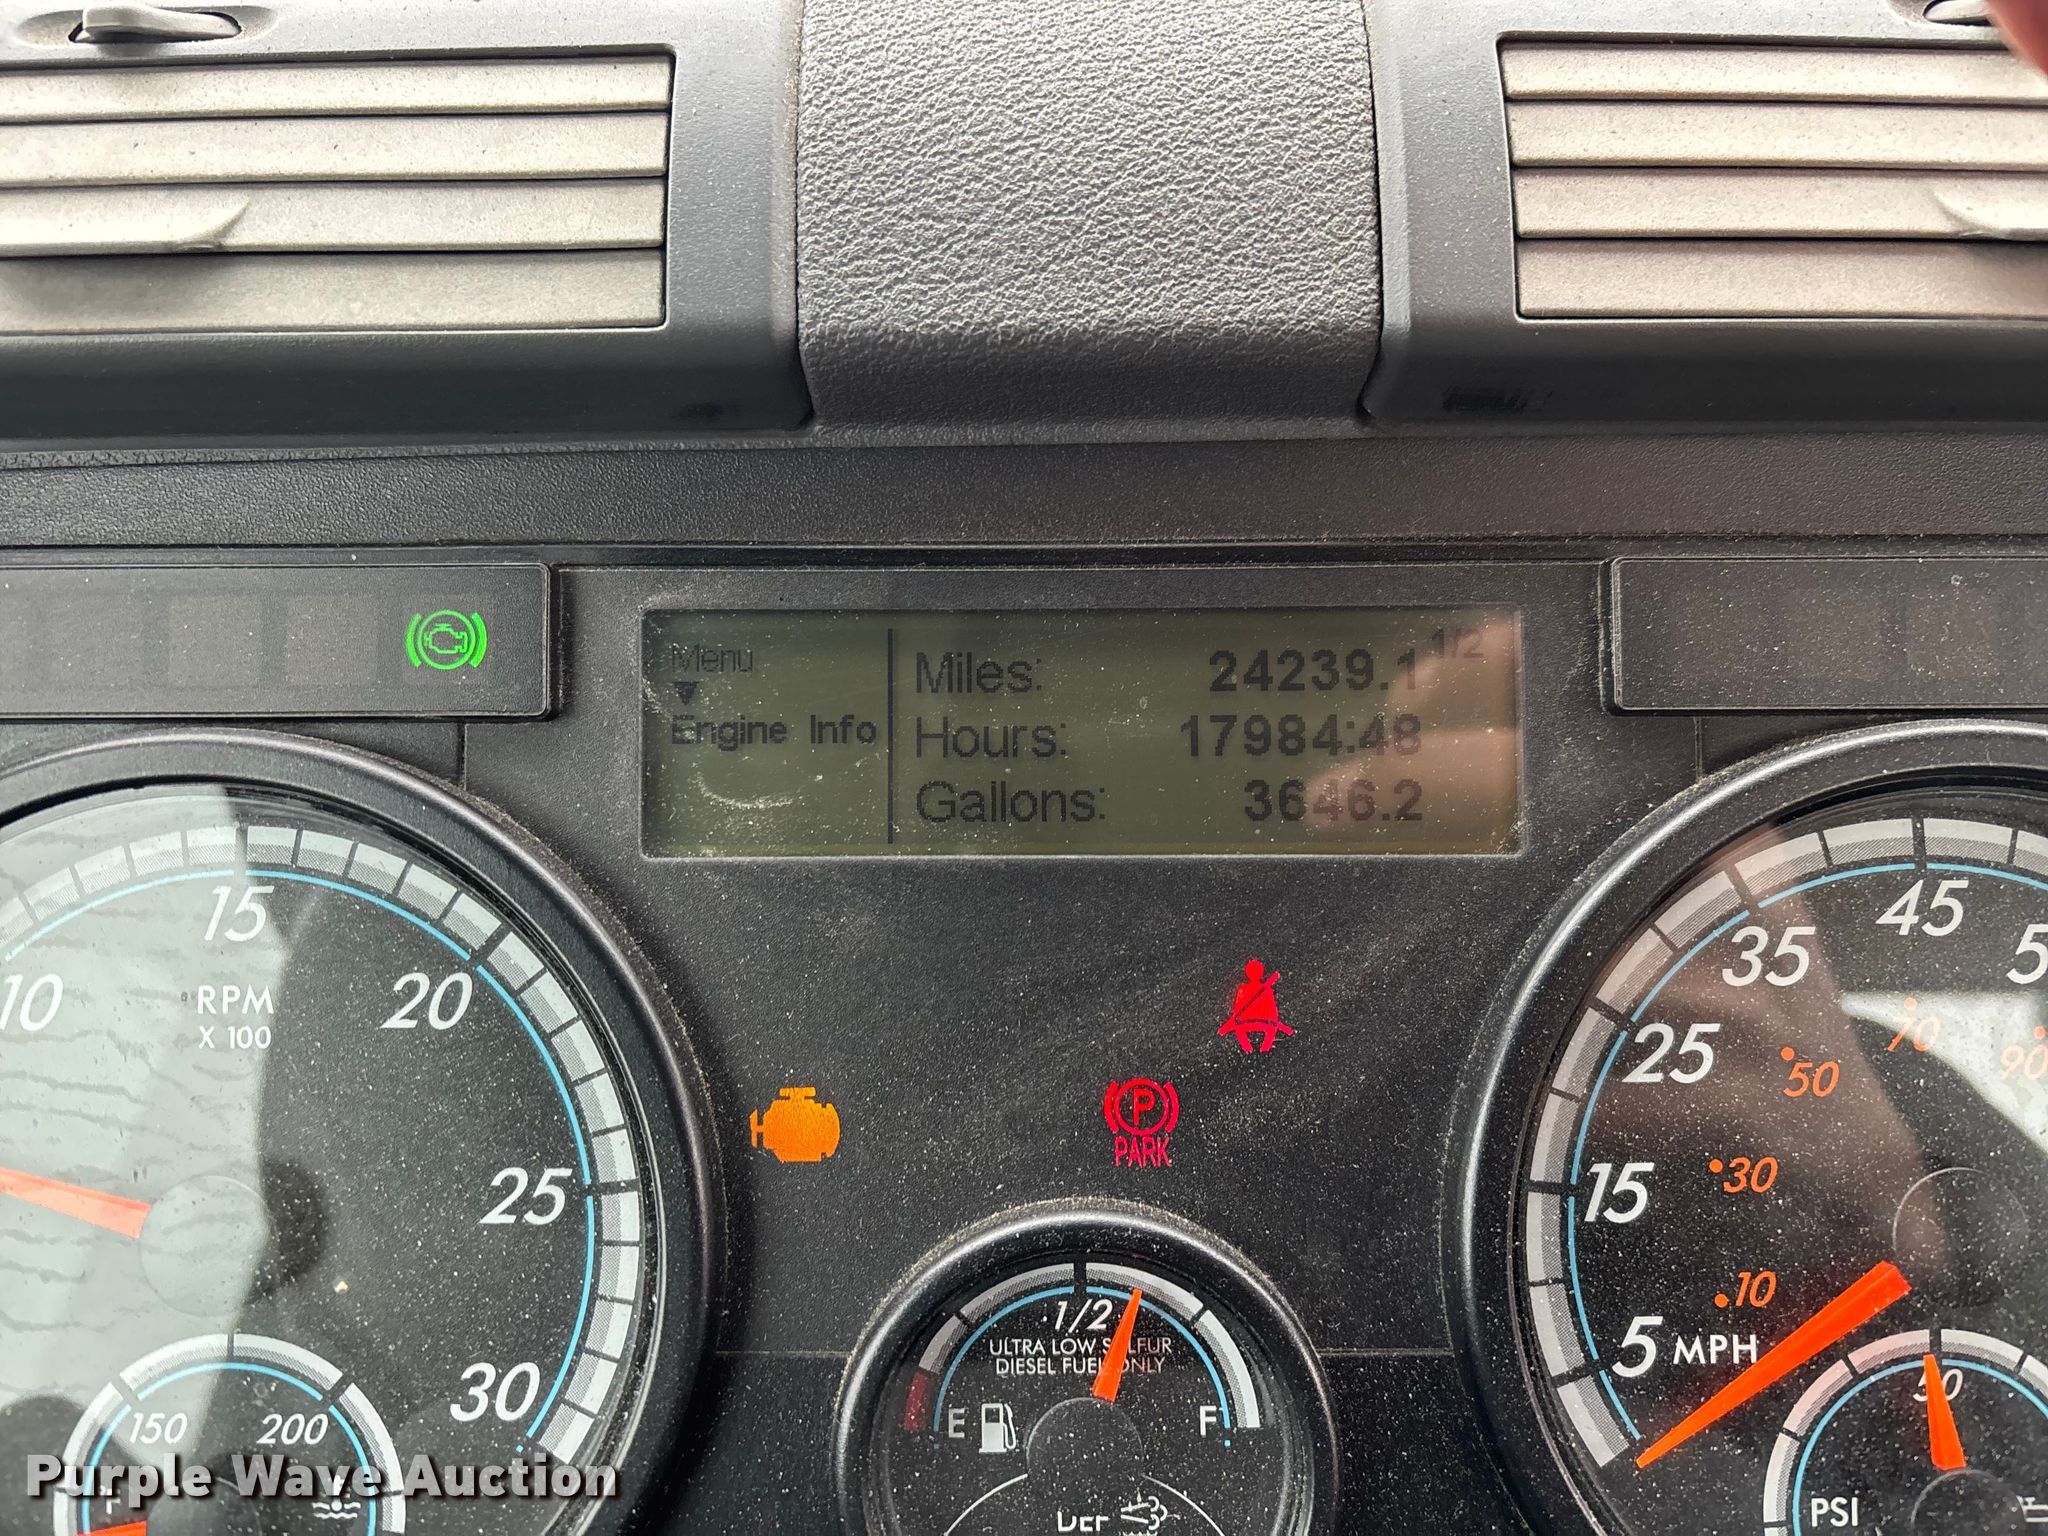 Menu
Engine Info
1/2
Miles: 24239.1
Hours: 17984:48
Gallons: 3646.2
10
15
20
25
30
RPM
X 100
150
200
°F
P
PARK
1/2
ULTRA LOW SULFUR
DIESEL FUEL ONLY
E
F
DEF
5
15
25
35
45
MPH
10
30
50
70
90
50
PSI
Purple Wave Auction